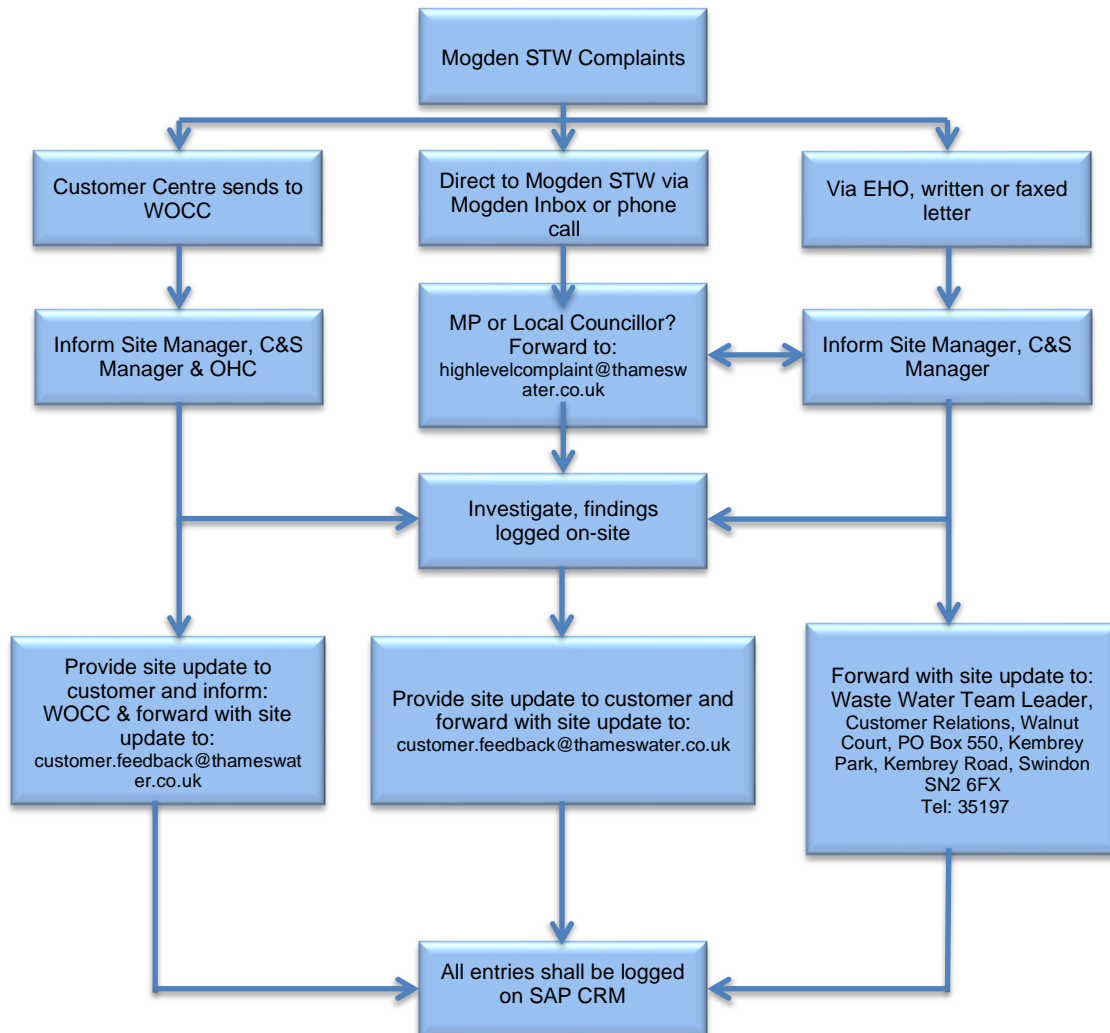 Mogden STW Complaints
Customer Centre sends to
WOCC
Direct to Mogden STW via
Mogden Inbox or phone
call
Via EHO, written or faxed
letter
Inform Site Manager, C&S
Manager & OHC
MP or Local Councillor?
Forward to:
highlevelcomplaint@thamesw
ater.co.uk
Inform Site Manager, C&S
Manager
Investigate, findings
logged on-site
Provide site update to
customer and inform:
WOCC & forward with site
update to:
customer.feedback@thameswat
er.co.uk
Provide site update to customer and
forward with site update to:
customer.feedback@thameswater.co.uk
Forward with site update to:
Waste Water Team Leader,
Customer Relations, Walnut
Court, PO Box 550, Kembrey
Park, Kembrey Road, Swindon
SN2 6FX
Tel: 35197
All entries shall be logged
on SAP CRM